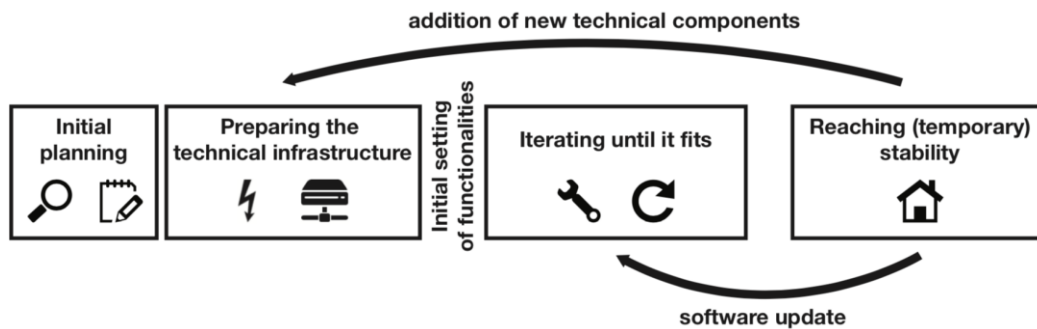 addition of new technical components
Initial
planning
Preparing the
technical infrastructure
Initial setting
of functionalities
Iterating until it fits
Reaching (temporary)
stability
software update